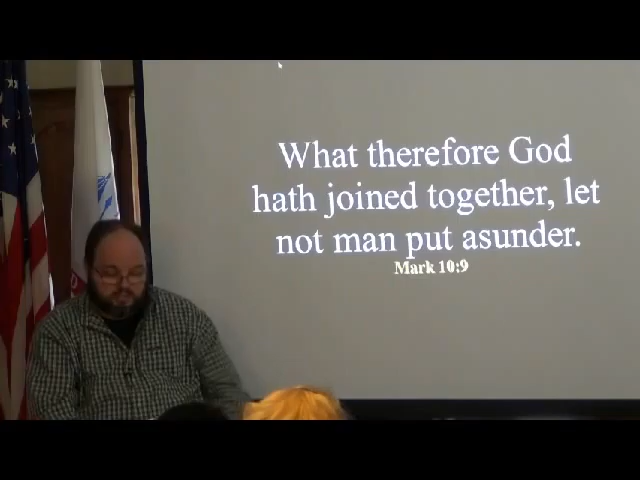 What therefore God
hath joined together, let
not man put asunder.
Mark 10:9